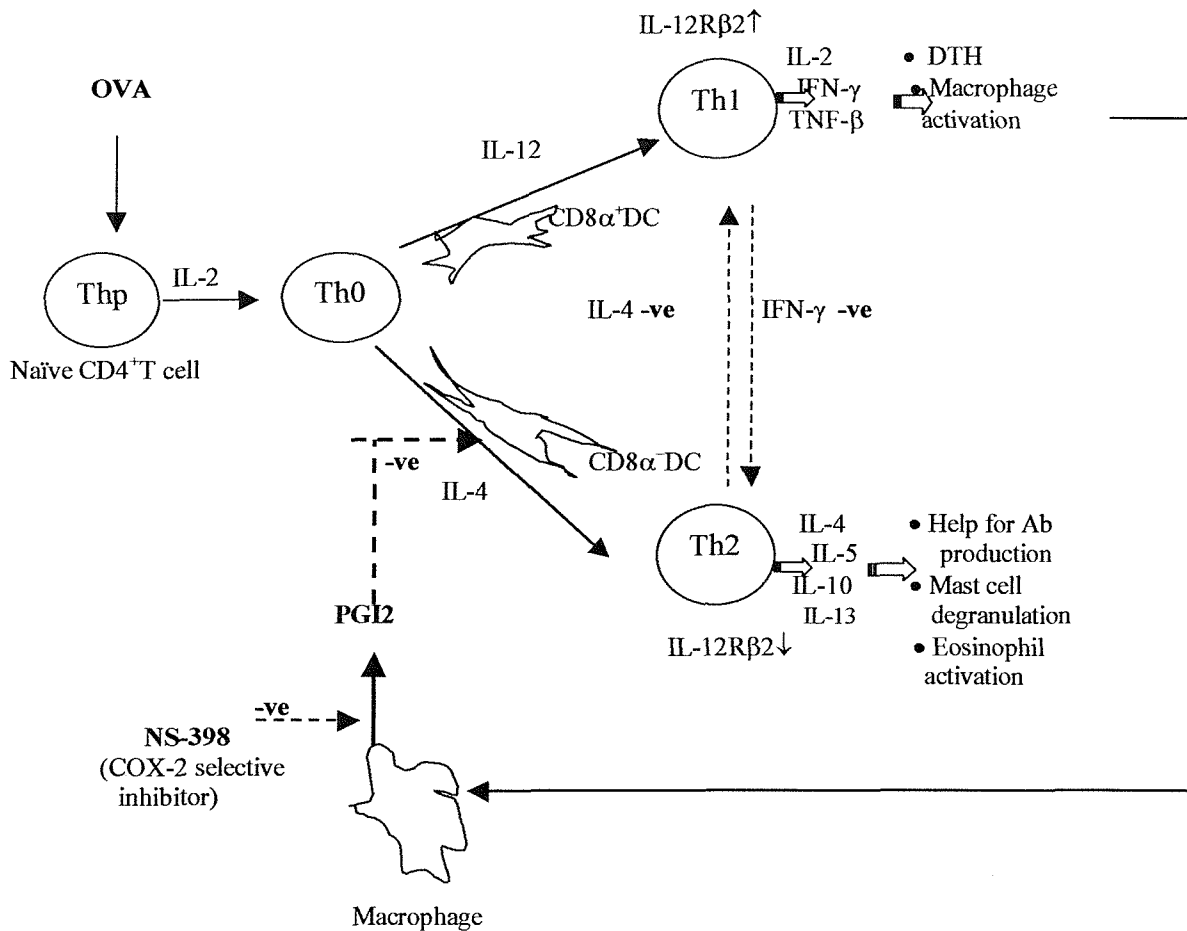 IL-12Rβ2↑
OVA
Th1
IL-2
IFN-γ
TNF-β
• DTH
• Macrophage
activation
IL-12
CD8α⁺DC
Thp
IL-2
Th0
Naïve CD4⁺T cell
IL-4 -ve
IFN-γ -ve
-ve
IL-4
CD8α⁻DC
Th2
IL-4
IL-5
IL-10
IL-13
• Help for Ab
production
• Mast cell
degranulation
• Eosinophil
activation
IL-12Rβ2↓
PGI2
-ve
NS-398
(COX-2 selective
inhibitor)
Macrophage